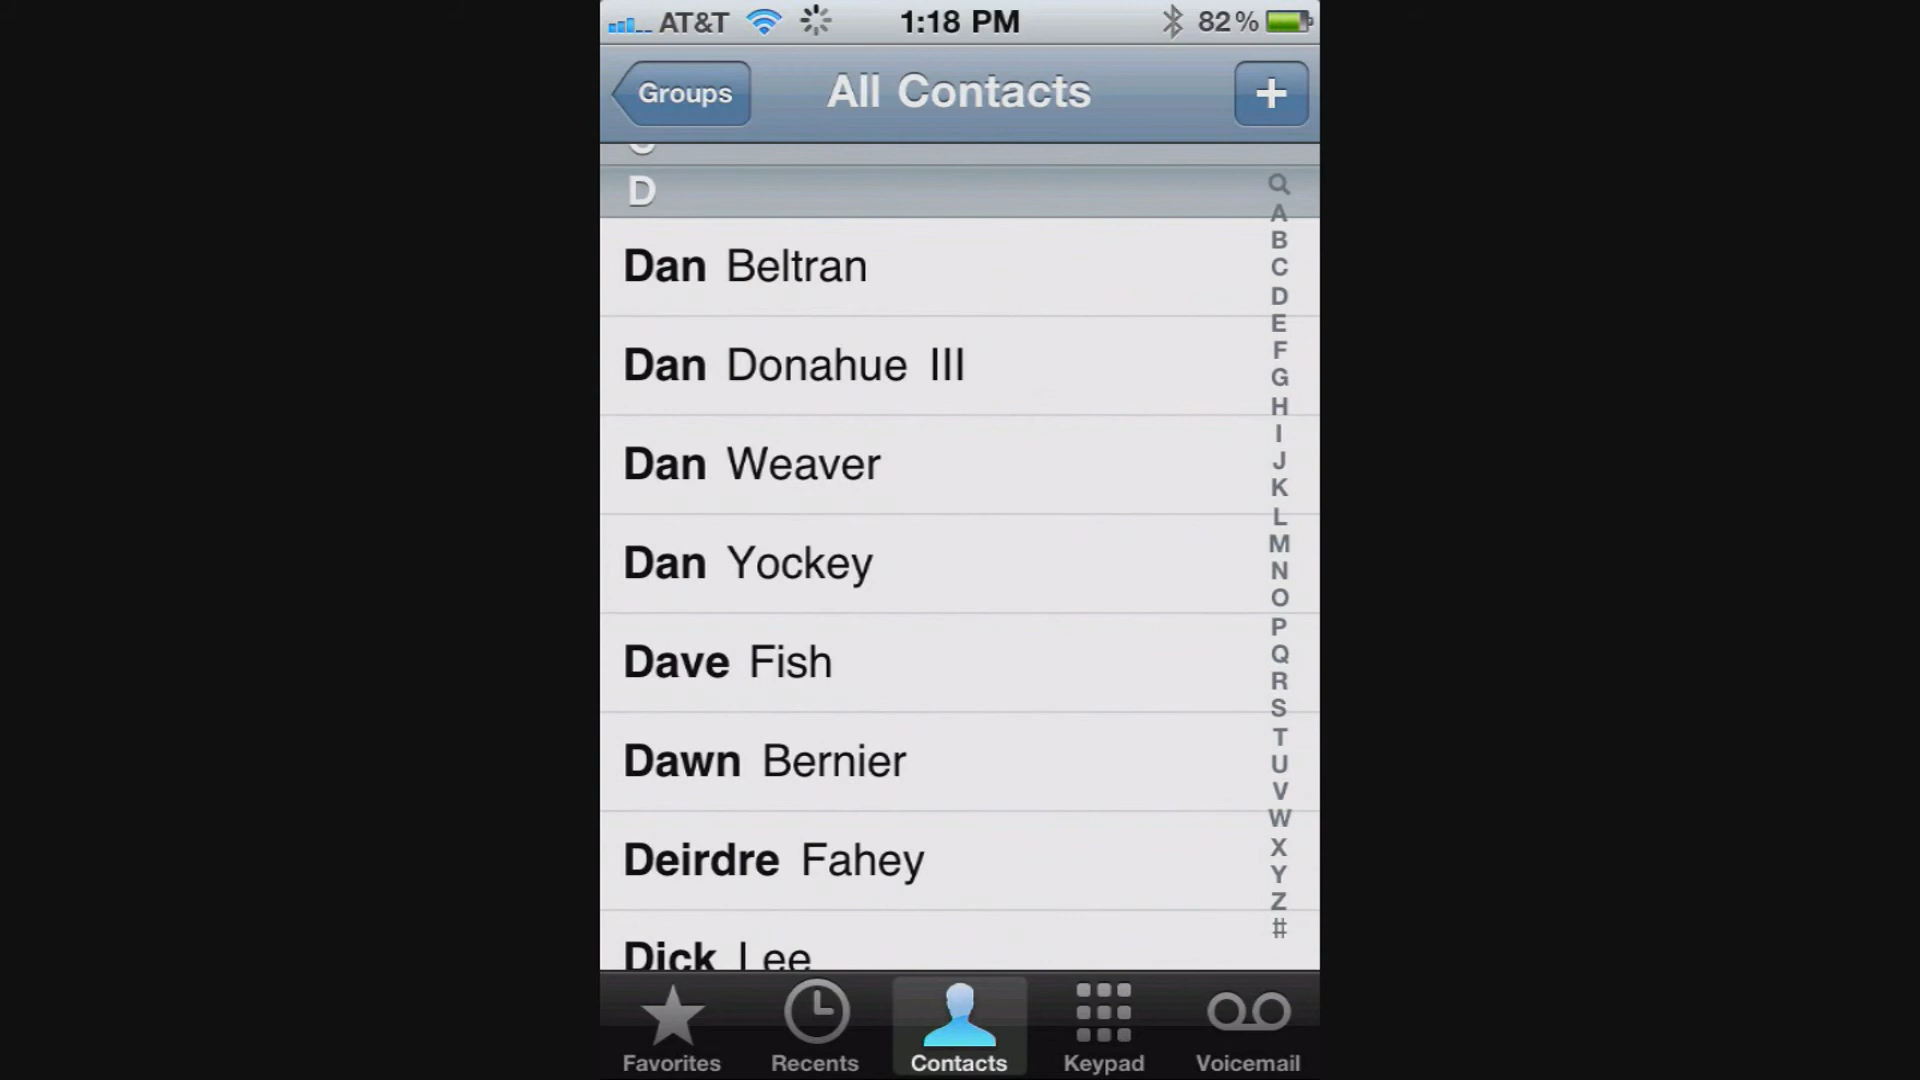 AT&T 1:18 PM 82%
Groups All Contacts +
D
Dan Beltran
Dan Donahue III
Dan Weaver
Dan Yockey
Dave Fish
Dawn Bernier
Deirdre Fahey
Dick Lee
A
B
C
D
E
F
G
H
I
J
K
L
M
N
O
P
Q
R
S
T
U
V
W
X
Y
Z
#
Favorites Recents Contacts Keypad Voicemail